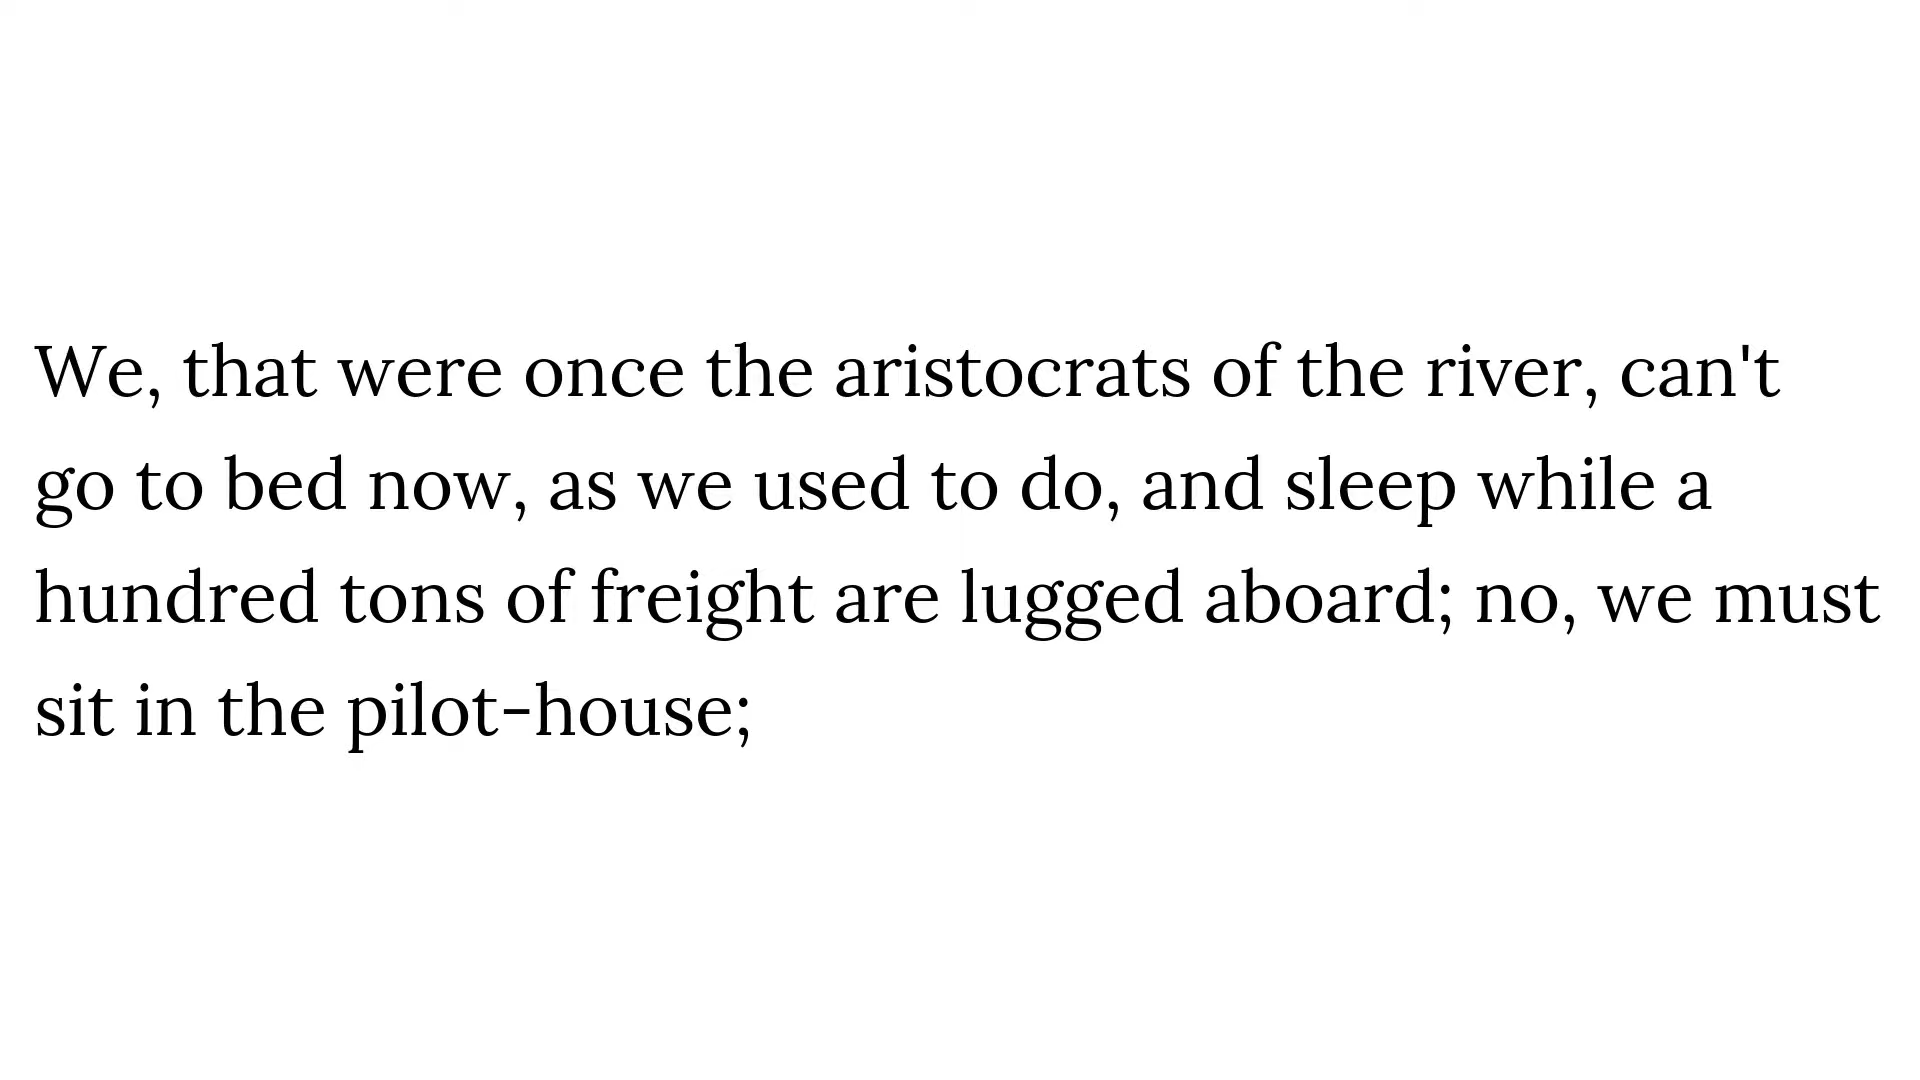 We, that were once the aristocrats of the river, can't
go to bed now, as we used to do, and sleep while a
hundred tons of freight are lugged aboard; no, we must
sit in the pilot-house;